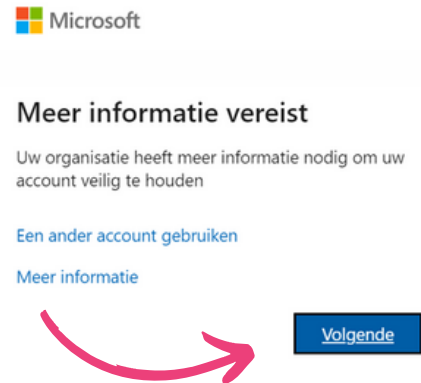 Microsoft
Meer informatie vereist
Uw organisatie heeft meer informatie nodig om uw
account veilig te houden
Een ander account gebruiken
Meer informatie
Volgende